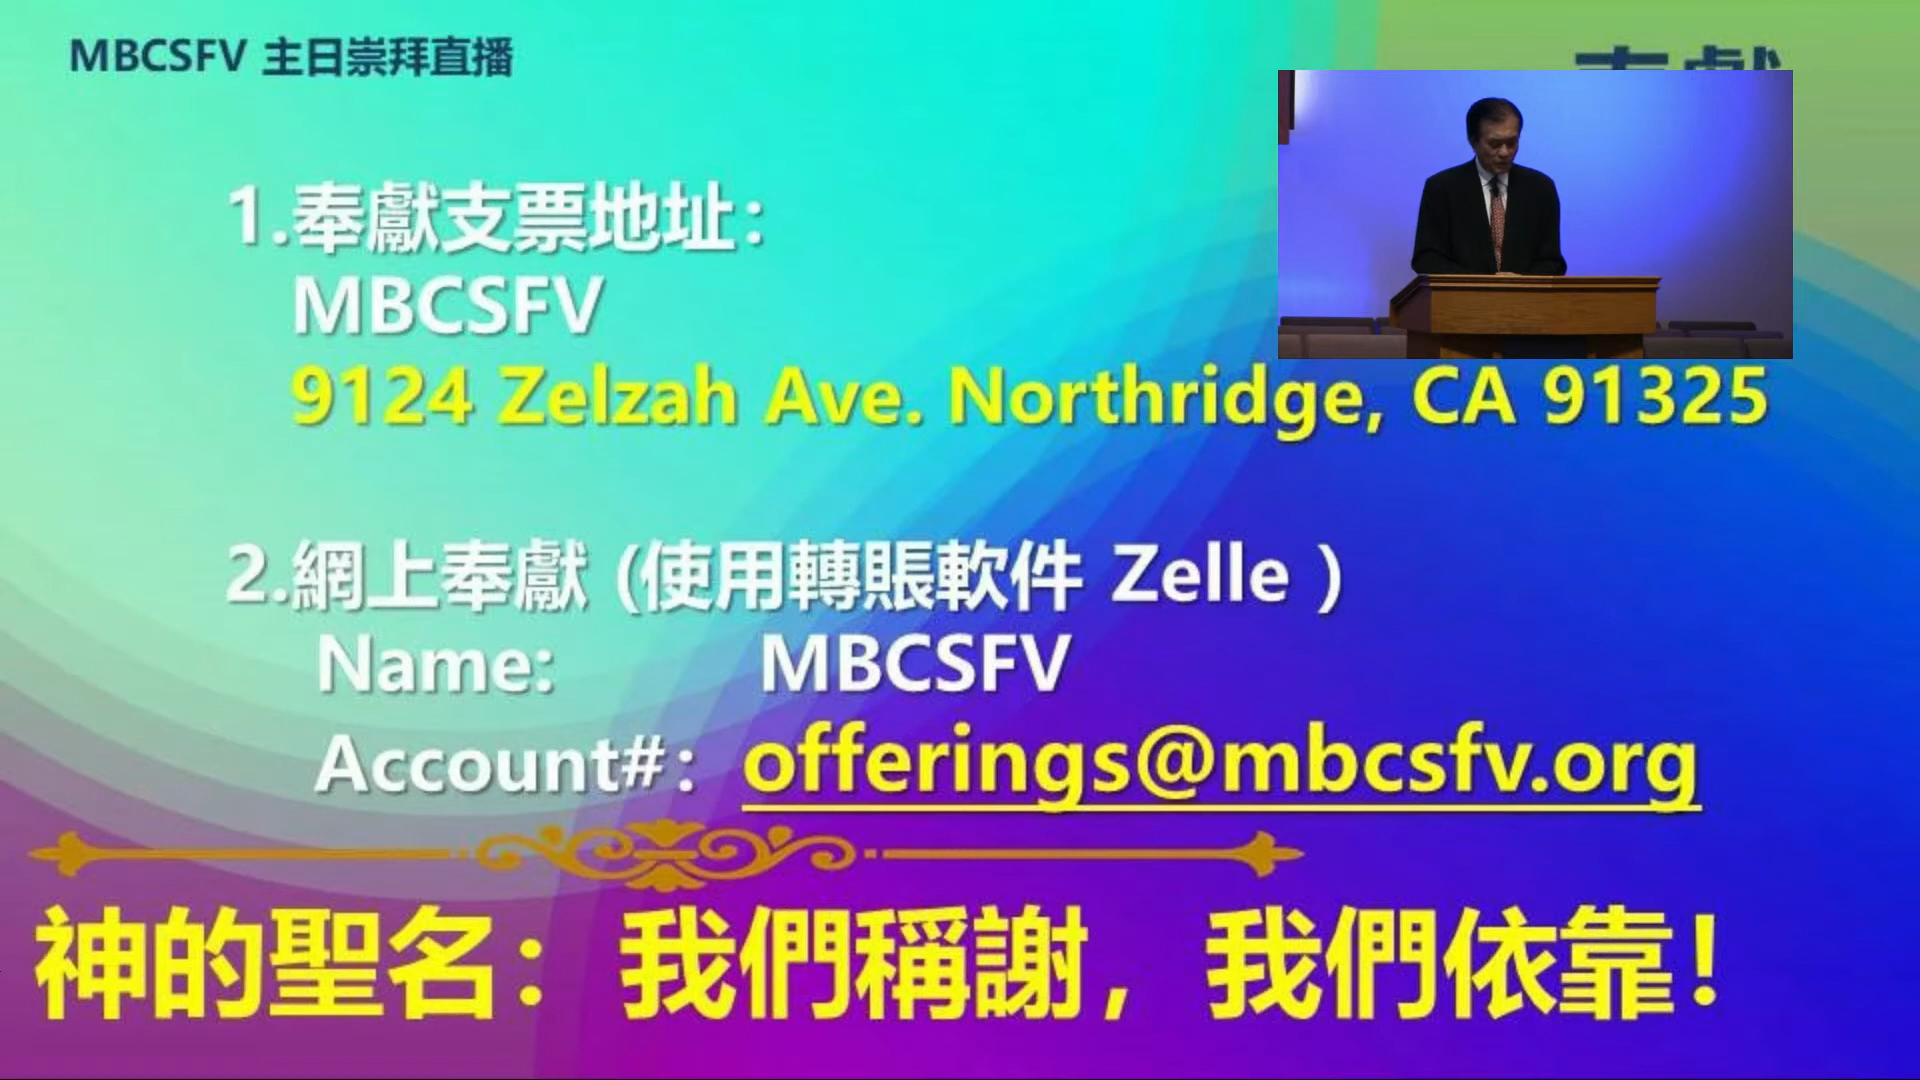 MBCSFV 主日崇拜直播
1.奉獻支票地址：
MBCSFV
9124 Zelzah Ave. Northridge, CA 91325
2.網上奉獻 (使用轉賬軟件 Zelle )
Name: MBCSFV
Account#: offerings@mbcsfv.org
神的聖名：我們稱謝，我們依靠！